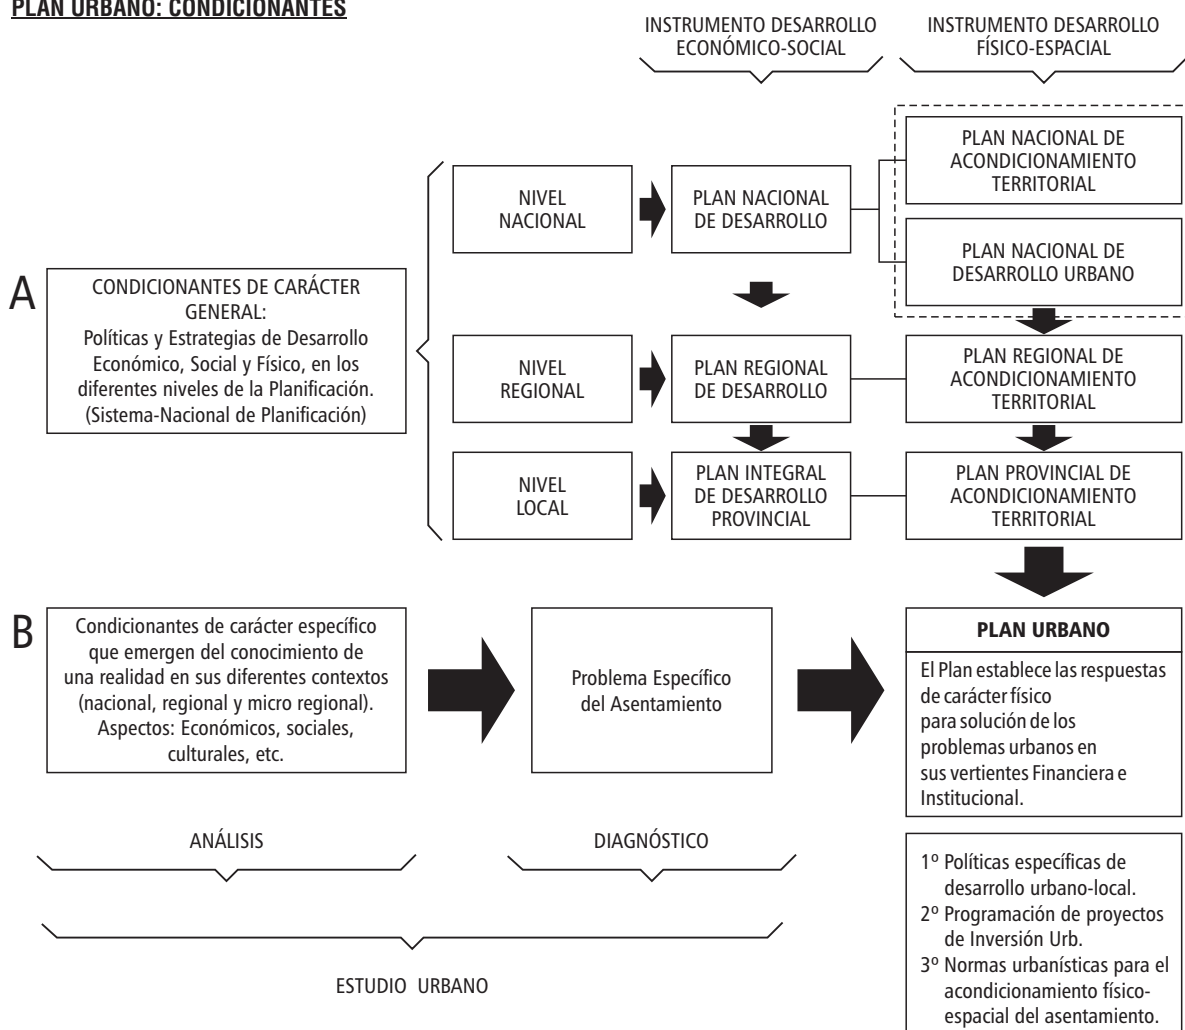 PLAN URBANO: CONDICIONANTES
INSTRUMENTO DESARROLLO
ECONÓMICO-SOCIAL
INSTRUMENTO DESARROLLO
FÍSICO-ESPACIAL
NIVEL
NACIONAL
PLAN NACIONAL
DE DESARROLLO
PLAN NACIONAL DE
ACONDICIONAMIENTO
TERRITORIAL
PLAN NACIONAL DE
DESARROLLO URBANO
A
CONDICIONANTES DE CARÁCTER
GENERAL:
Políticas y Estrategias de Desarrollo
Económico, Social y Físico, en los
diferentes niveles de la Planificación.
(Sistema-Nacional de Planificación)
NIVEL
REGIONAL
PLAN REGIONAL
DE DESARROLLO
PLAN REGIONAL DE
ACONDICIONAMIENTO
TERRITORIAL
NIVEL
LOCAL
PLAN INTEGRAL
DE DESARROLLO
PROVINCIAL
PLAN PROVINCIAL DE
ACONDICIONAMIENTO
TERRITORIAL
B
Condicionantes de carácter específico
que emergen del conocimiento de
una realidad en sus diferentes contextos
(nacional, regional y micro regional).
Aspectos: Económicos, sociales,
culturales, etc.
Problema Específico
del Asentamiento
PLAN URBANO
El Plan establece las respuestas
de carácter físico
para solución de los
problemas urbanos en
sus vertientes Financiera e
Institucional.
ANÁLISIS
DIAGNÓSTICO
ESTUDIO URBANO
1º Políticas específicas de
desarrollo urbano-local.
2º Programación de proyectos
de Inversión Urb.
3º Normas urbanísticas para el
acondicionamiento físico-
espacial del asentamiento.